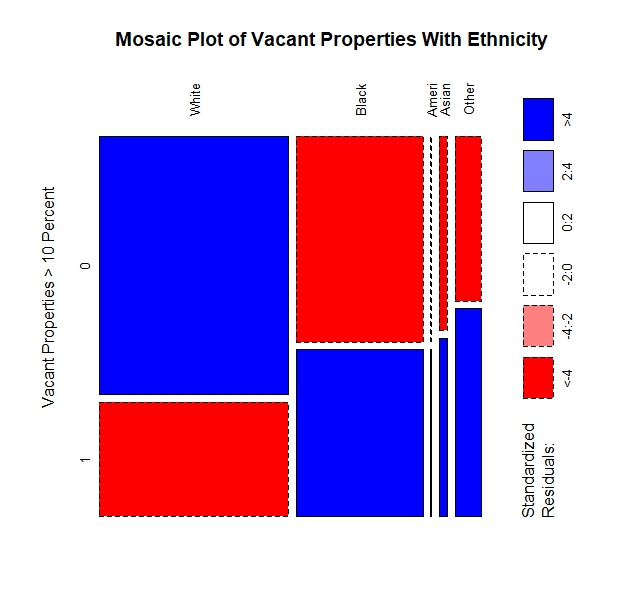 Mosaic Plot of Vacant Properties With Ethnicity
White
Black
Ameri
Asian
Other
Vacant Properties > 10 Percent
0
1
>4
2:4
0:2
-2:0
-4:-2
<-4
Standardized
Residuals: